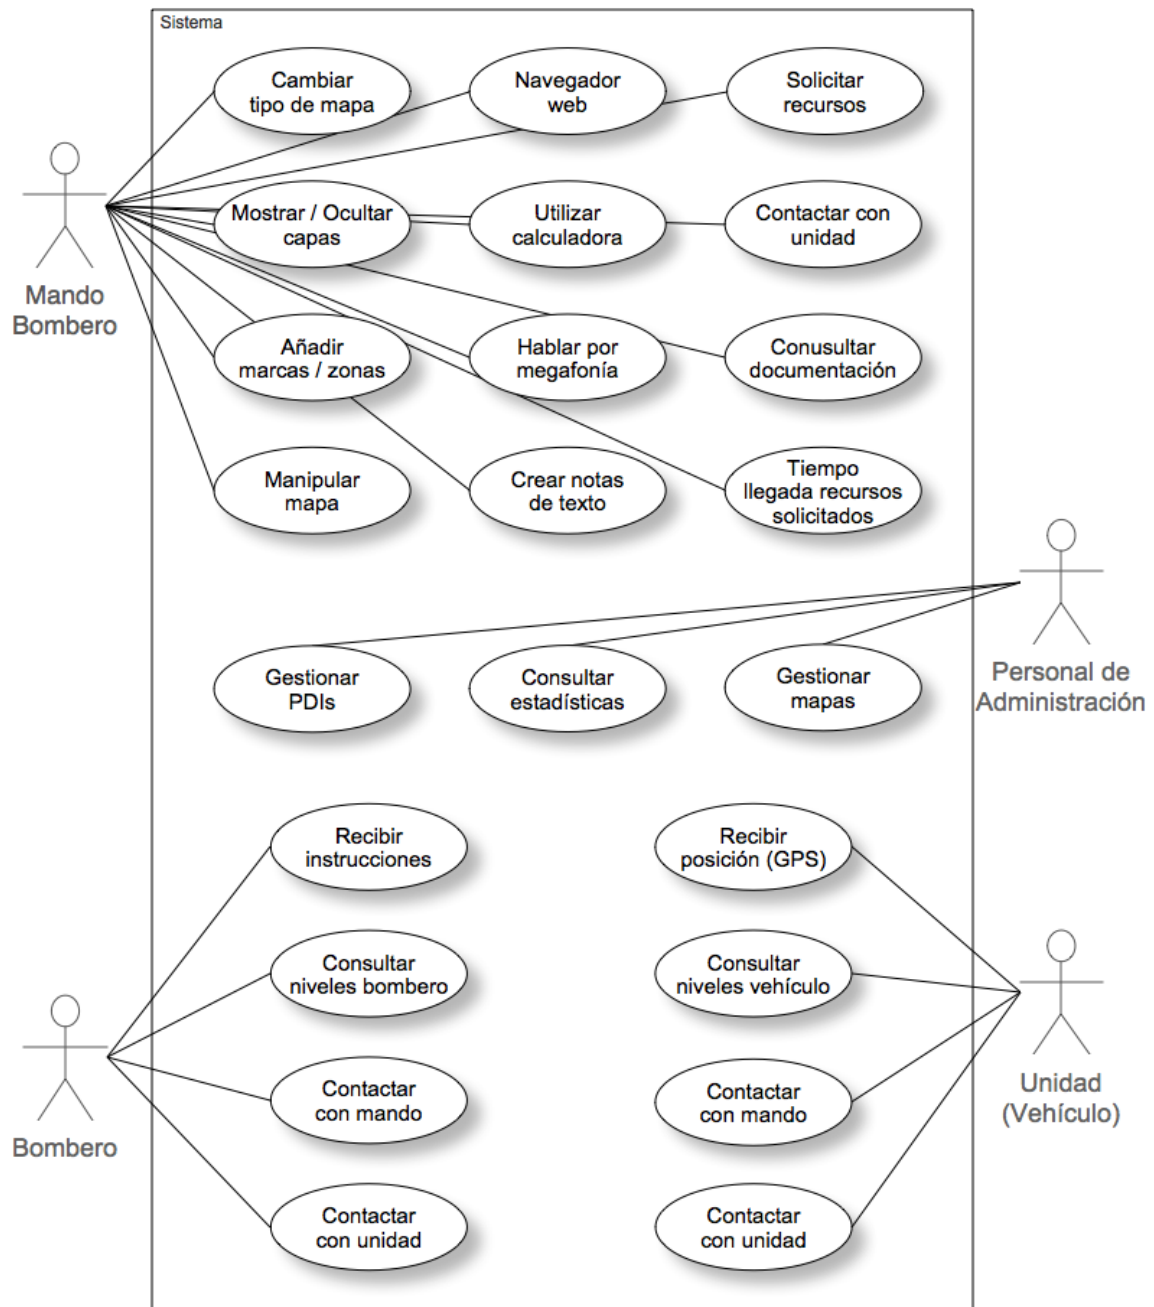 Sistema
Cambiar
tipo de mapa
Navegador
web
Solicitar
recursos
Mando
Bombero
Mostrar / Ocultar
capas
Utilizar
calculadora
Contactar con
unidad
Añadir
marcas / zonas
Hablar por
megafonía
Conusultar
documentación
Manipular
mapa
Crear notas
de texto
Tiempo
llegada recursos
solicitados
Personal de
Administración
Gestionar
PDIs
Consultar
estadísticas
Gestionar
mapas
Recibir
instrucciones
Recibir
posición (GPS)
Consultar
niveles bombero
Consultar
niveles vehículo
Bombero
Unidad
(Vehículo)
Contactar
con mando
Contactar
con mando
Contactar
con unidad
Contactar
con unidad